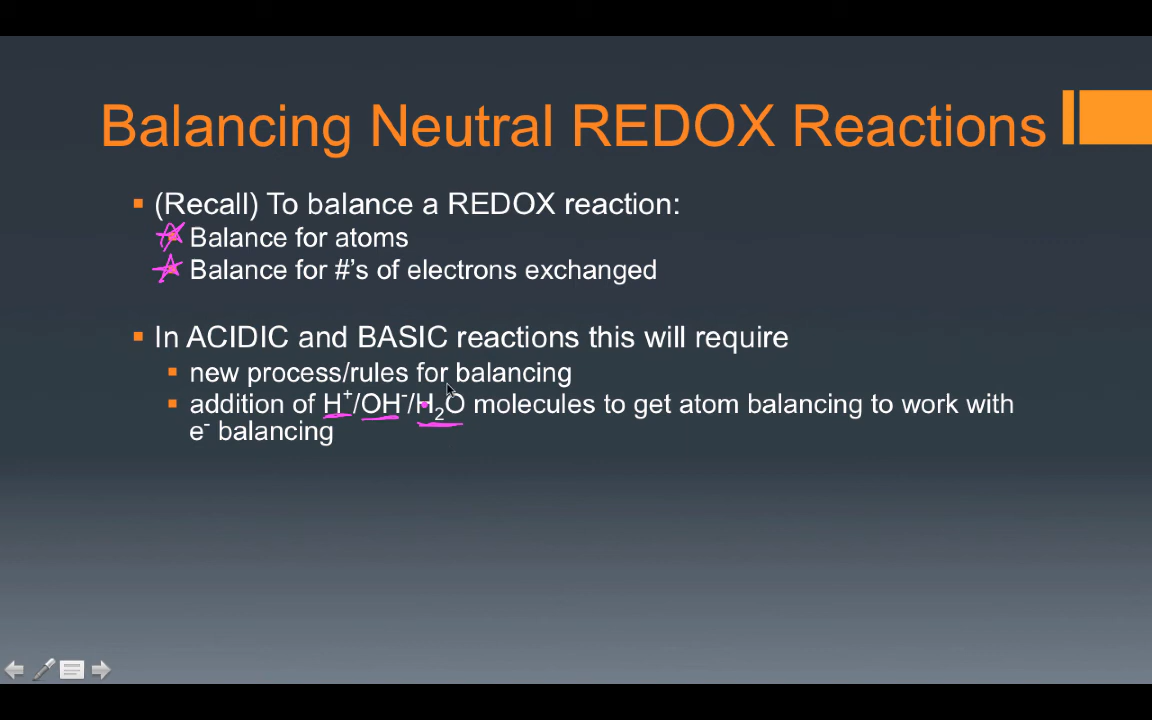 Balancing Neutral REDOX Reactions
(Recall) To balance a REDOX reaction:
Balance for atoms
Balance for #’s of electrons exchanged
In ACIDIC and BASIC reactions this will require
new process/rules for balancing
addition of H⁺/OH⁻/H₂O molecules to get atom balancing to work with
e⁻ balancing